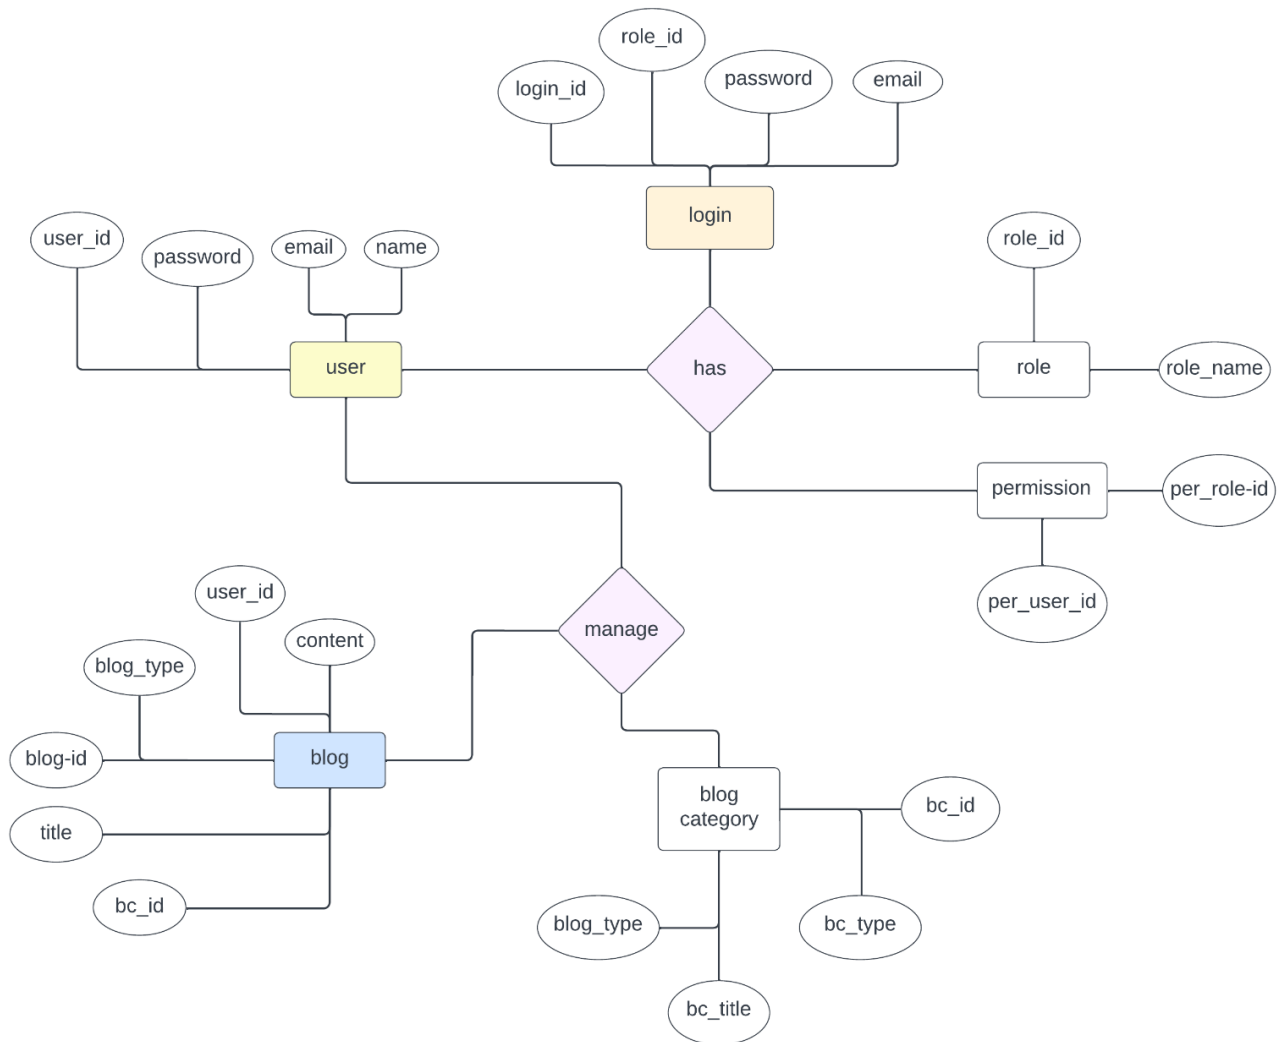 role_id
login_id
password
email
login
user_id
password
email
name
role_id
user
has
role
role_name
permission
per_role-id
per_user_id
user_id
content
manage
blog_type
blog-id
blog
title
bc_id
blog
category
bc_id
blog_type
bc_type
bc_title